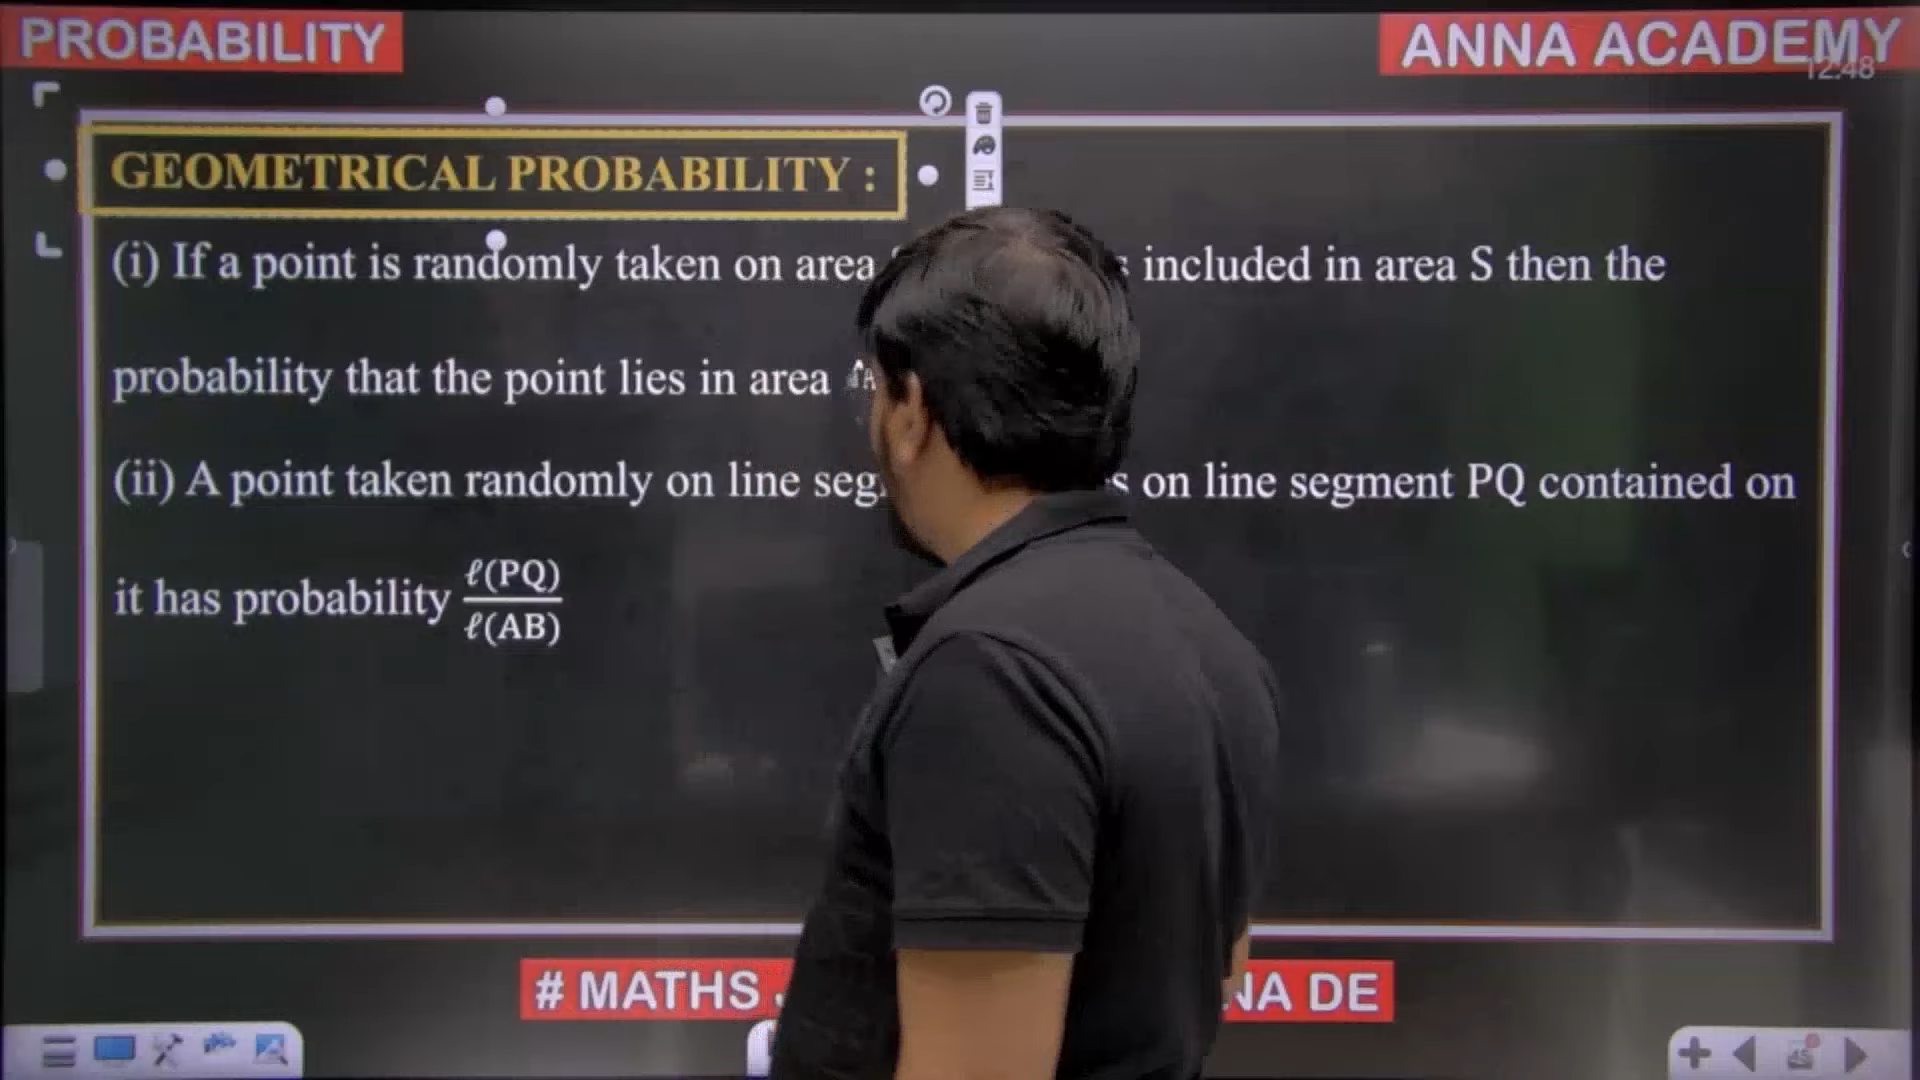 PROBABILITY
ANNA ACADEMY
12:48
GEOMETRICAL PROBABILITY :
(i) If a point is randomly taken on area included in area S then the
probability that the point lies in area
(ii) A point taken randomly on line on line segment PQ contained on
it has probability ℓ(PQ)/ℓ(AB)
# MATHS DE